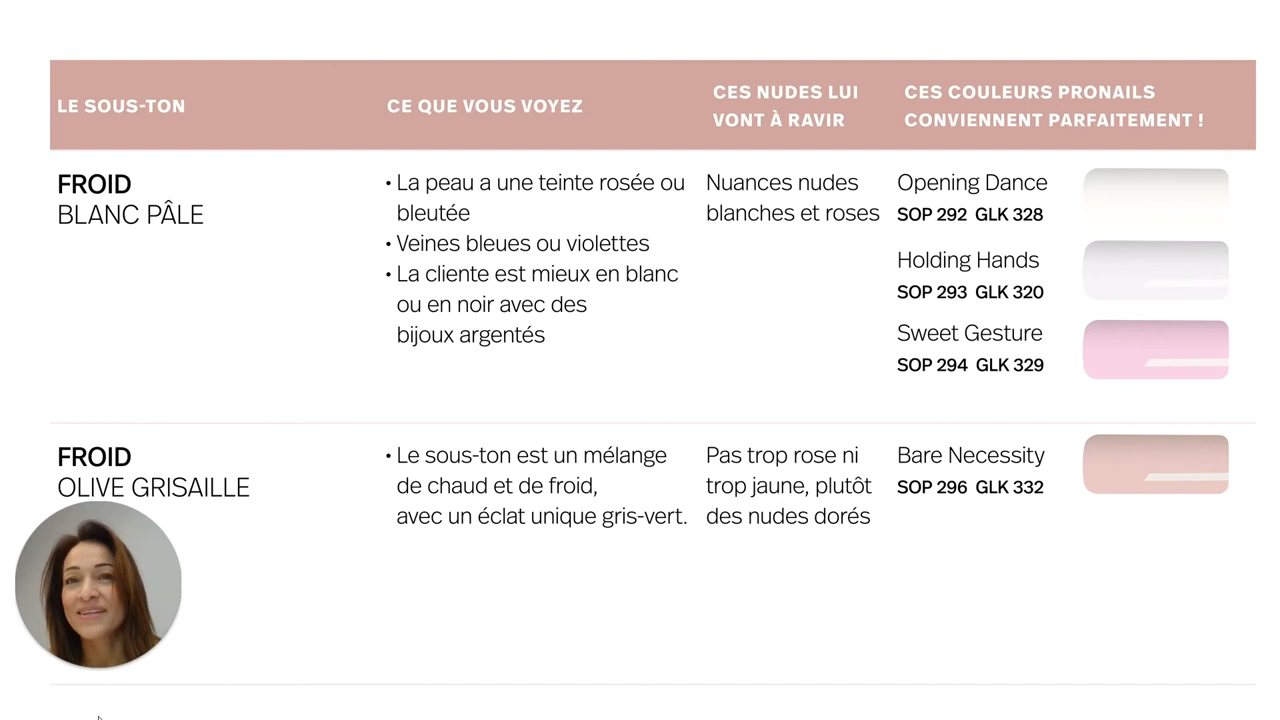 LE SOUS-TON
CE QUE VOUS VOYEZ
CES NUDES LUI
VONT À RAVIR
CES COULEURS PRONAILS
CONVIENNENT PARFAITEMENT !
FROID
BLANC PÂLE
• La peau a une teinte rosée ou
bleutée
• Veines bleues ou violettes
• La cliente est mieux en blanc
ou en noir avec des
bijoux argentés
Nuances nudes
blanches et roses
Opening Dance
SOP 292 GLK 328
Holding Hands
SOP 293 GLK 320
Sweet Gesture
SOP 294 GLK 329
FROID
OLIVE GRISAILLE
• Le sous-ton est un mélange
de chaud et de froid,
avec un éclat unique gris-vert.
Pas trop rose ni
trop jaune, plutôt
des nudes dorés
Bare Necessity
SOP 296 GLK 332